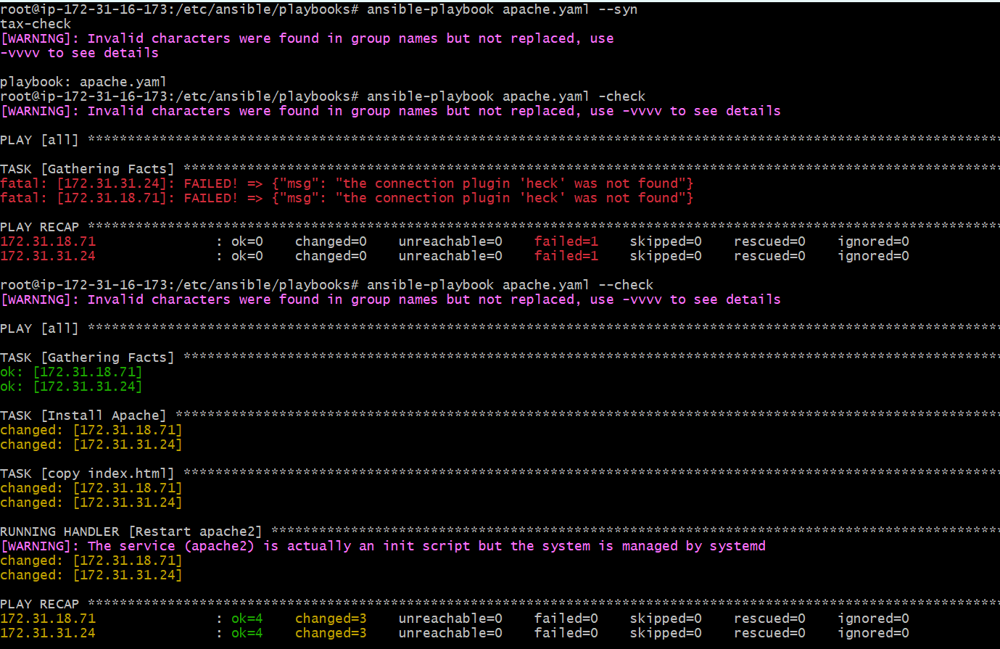 root@ip-172-31-16-173:/etc/ansible/playbooks# ansible-playbook apache.yaml --syn
tax-check
[WARNING]: Invalid characters were found in group names but not replaced, use
-vvvv to see details
playbook: apache.yaml
root@ip-172-31-16-173:/etc/ansible/playbooks# ansible-playbook apache.yaml -check
[WARNING]: Invalid characters were found in group names but not replaced, use -vvvv to see details
PLAY [all] ******************************************************************************************************************
TASK [Gathering Facts] ******************************************************************************************************
fatal: [172.31.31.24]: FAILED! => {"msg": "the connection plugin 'heck' was not found"}
fatal: [172.31.18.71]: FAILED! => {"msg": "the connection plugin 'heck' was not found"}
PLAY RECAP ******************************************************************************************************************
172.31.18.71               : ok=0    changed=0    unreachable=0    failed=1    skipped=0    rescued=0    ignored=0
172.31.31.24               : ok=0    changed=0    unreachable=0    failed=1    skipped=0    rescued=0    ignored=0
root@ip-172-31-16-173:/etc/ansible/playbooks# ansible-playbook apache.yaml --check
[WARNING]: Invalid characters were found in group names but not replaced, use -vvvv to see details
PLAY [all] ******************************************************************************************************************
TASK [Gathering Facts] ******************************************************************************************************
ok: [172.31.18.71]
ok: [172.31.31.24]
TASK [Install Apache] *******************************************************************************************************
changed: [172.31.18.71]
changed: [172.31.31.24]
TASK [copy index.html] ******************************************************************************************************
changed: [172.31.18.71]
changed: [172.31.31.24]
RUNNING HANDLER [Restart apache2] *******************************************************************************************
[WARNING]: The service (apache2) is actually an init script but the system is managed by systemd
changed: [172.31.18.71]
changed: [172.31.31.24]
PLAY RECAP ******************************************************************************************************************
172.31.18.71               : ok=4    changed=3    unreachable=0    failed=0    skipped=0    rescued=0    ignored=0
172.31.31.24               : ok=4    changed=3    unreachable=0    failed=0    skipped=0    rescued=0    ignored=0